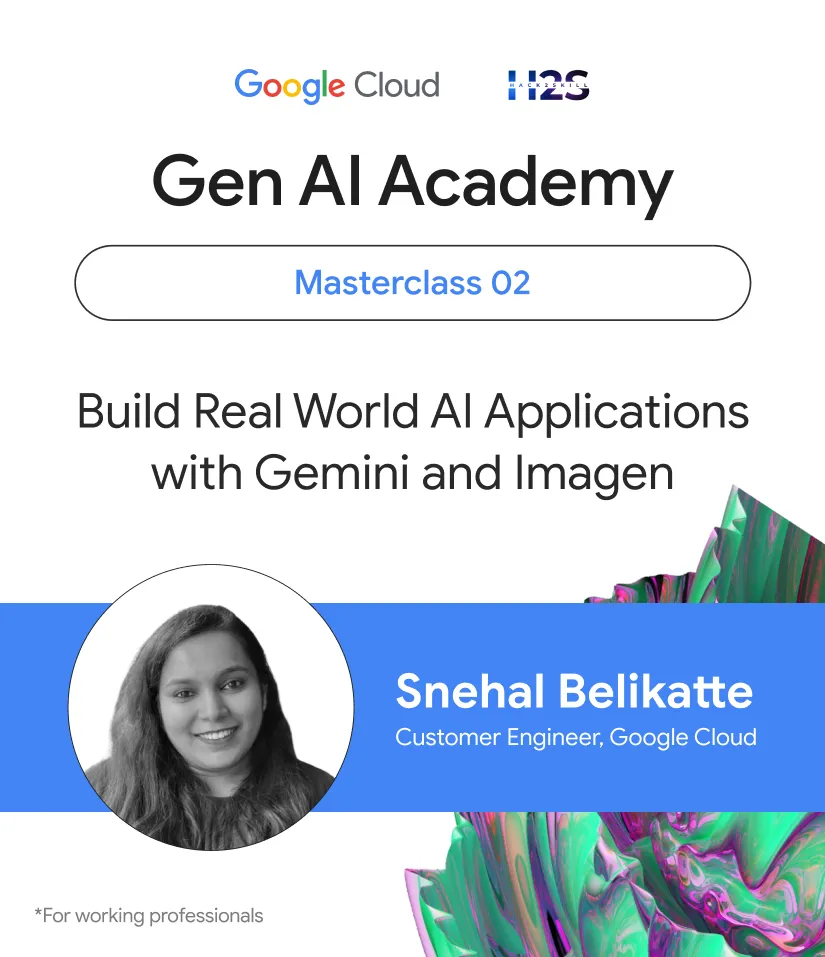 Google Cloud
H2S
HACK2SKILL
Gen AI Academy
Masterclass 02
Build Real World AI Applications
with Gemini and Imagen
Snehal Belikatte
Customer Engineer, Google Cloud
*For working professionals